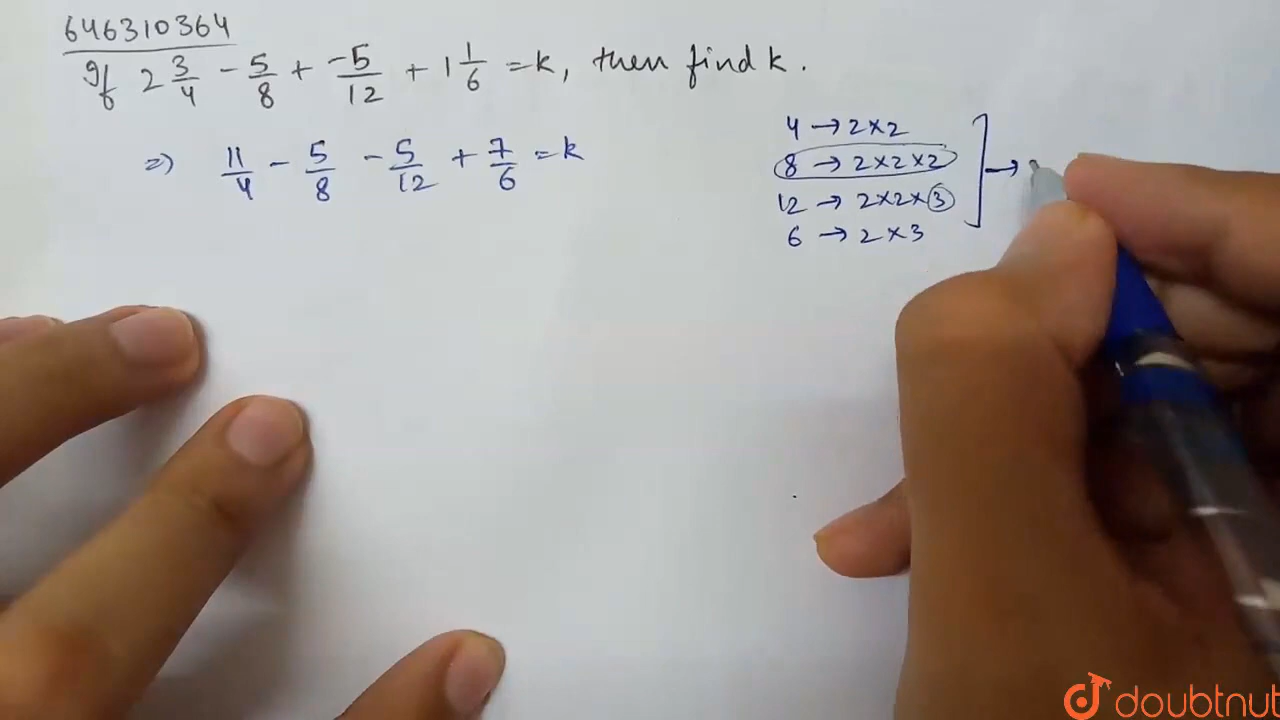 646310364
If 2 3/4 - 5/8 + -5/12 + 1 1/6 = k, then find k.
⇒) 11/4 - 5/8 - 5/12 + 7/6 = k
4 → 2×2
8 → 2×2×2
12 → 2×2×3
6 → 2×3
doubtnut